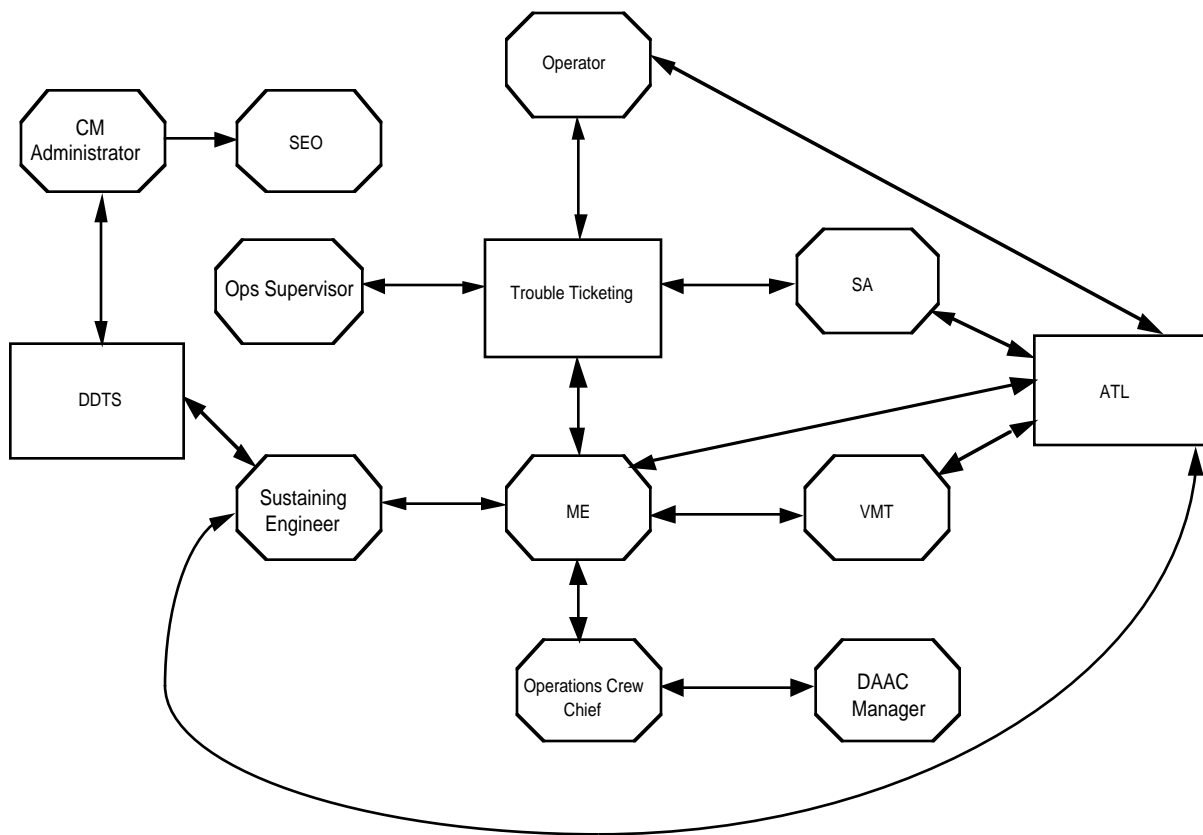 Operator
CM
Administrator
SEO
Ops Supervisor
Trouble Ticketing
SA
DDTS
ATL
Sustaining
Engineer
ME
VMT
Operations Crew
Chief
DAAC
Manager